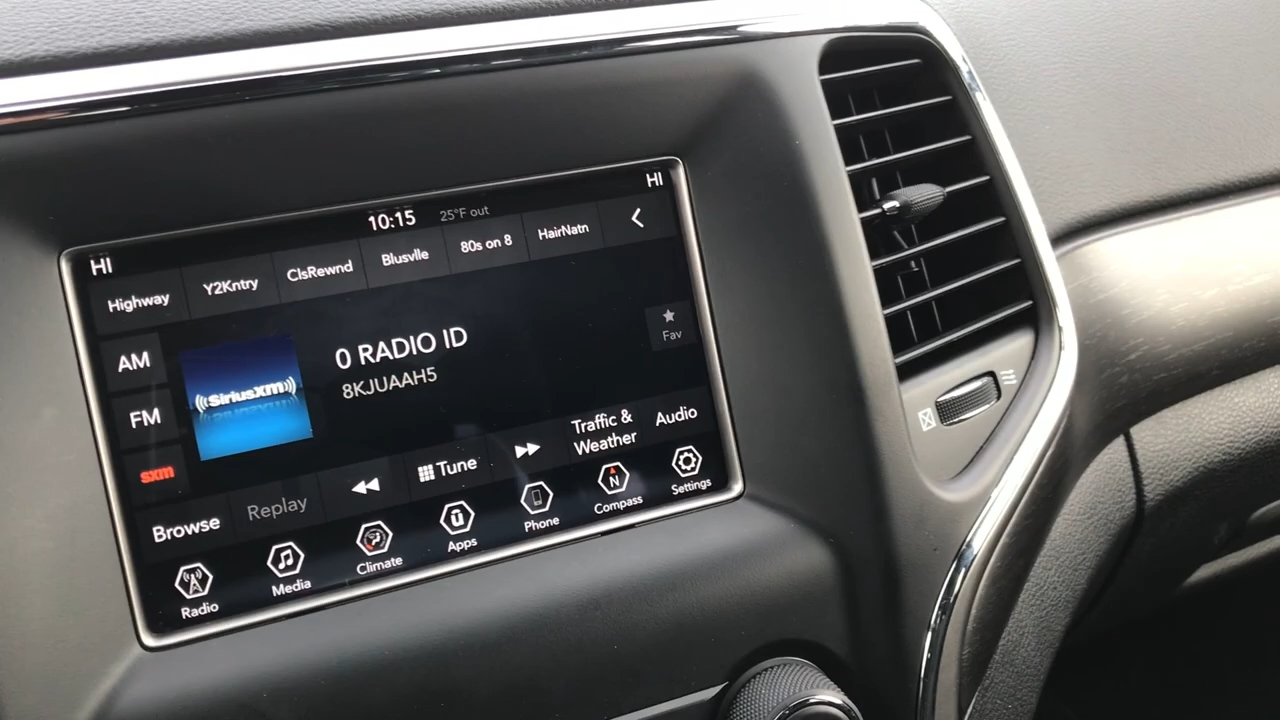 HI
10:15
25°F out
HI
Highway
Y2Kntry
ClsRewnd
Blusvlle
80s on 8
HairNatn
AM
FM
sxm
((SiriusXM))
0 RADIO ID
8KJUAAH5
Fav
Browse
Replay
Tune
Traffic &
Weather
Audio
Radio
Media
Climate
Apps
Phone
N
Compass
Settings